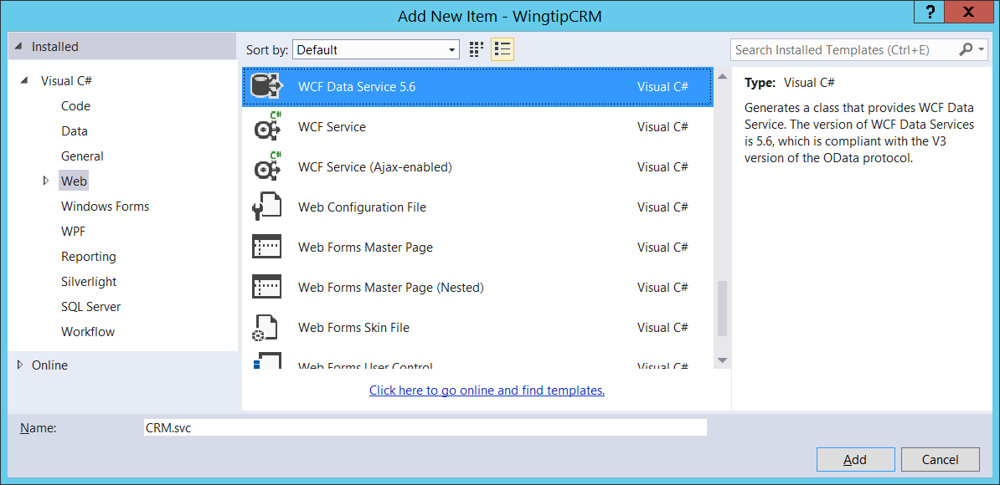 Add New Item - WingtipCRM
?
X
Installed
Sort by: Default
Search Installed Templates (Ctrl+E)
Visual C#
Code
Data
General
Web
Windows Forms
WPF
Reporting
Silverlight
SQL Server
Workflow
Online
WCF Data Service 5.6 Visual C#
C#
WCF Service Visual C#
C#
WCF Service (Ajax-enabled) Visual C#
Web Configuration File Visual C#
Web Forms Master Page Visual C#
Web Forms Master Page (Nested) Visual C#
Web Forms Skin File Visual C#
Web Forms User Control Visual C#
Click here to go online and find templates.
Type: Visual C#
Generates a class that provides WCF Data
Service. The version of WCF Data Services
is 5.6, which is compliant with the V3
version of the OData protocol.
Name: CRM.svc
Add Cancel